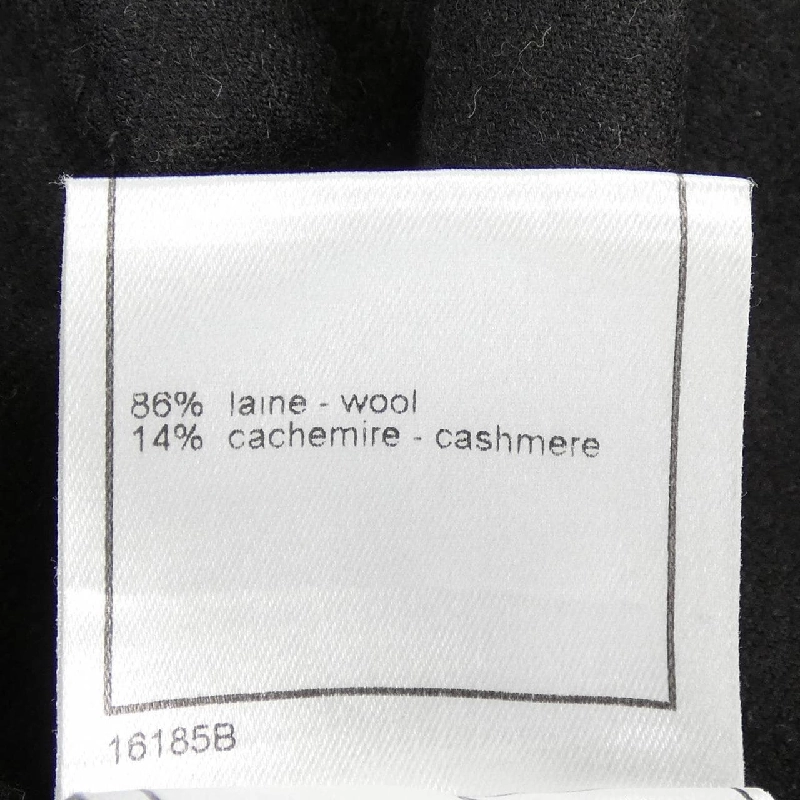 86% laine - wool
14% cachemire - cashmere
16185B